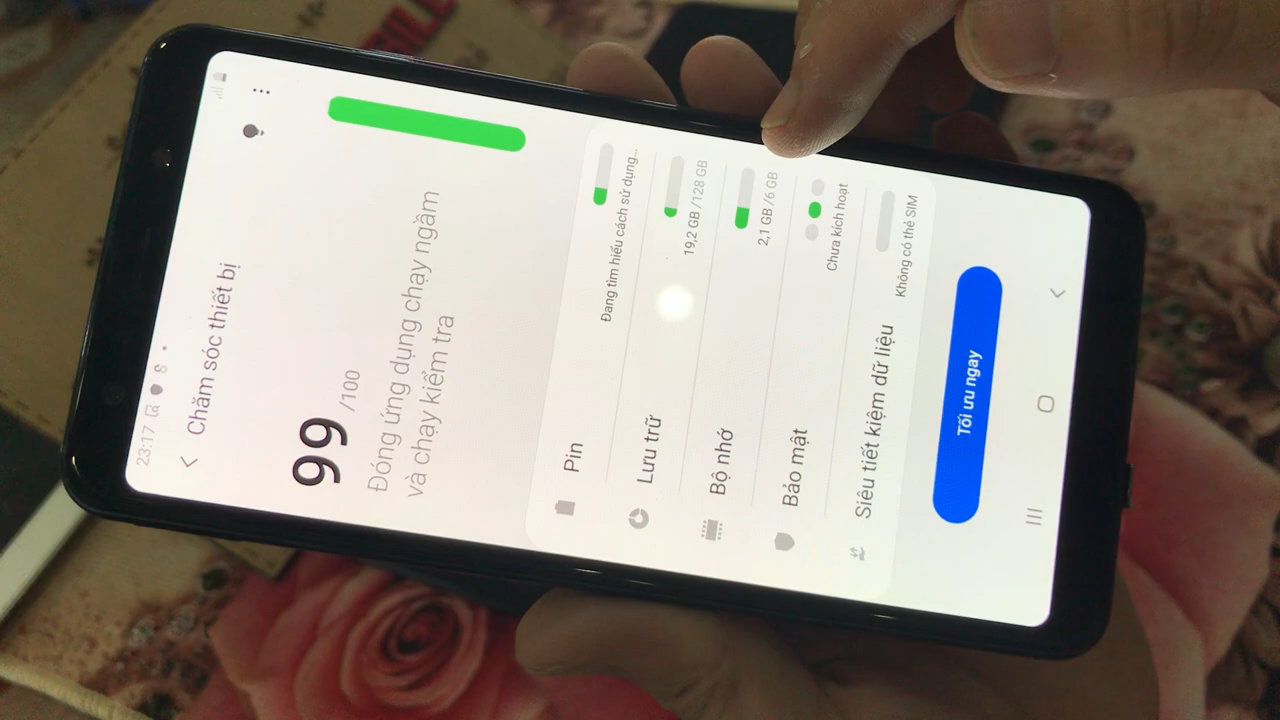 23:17
Chăm sóc thiết bị
99 /100
Đóng ứng dụng chạy ngầm
và chạy kiểm tra
Pin
Đang tìm hiểu cách sử dụng...
Lưu trữ
19,2 GB /128 GB
Bộ nhớ
2,1 GB /6 GB
Bảo mật
Chưa kích hoạt
Siêu tiết kiệm dữ liệu
Không có thẻ SIM
Tối ưu ngay